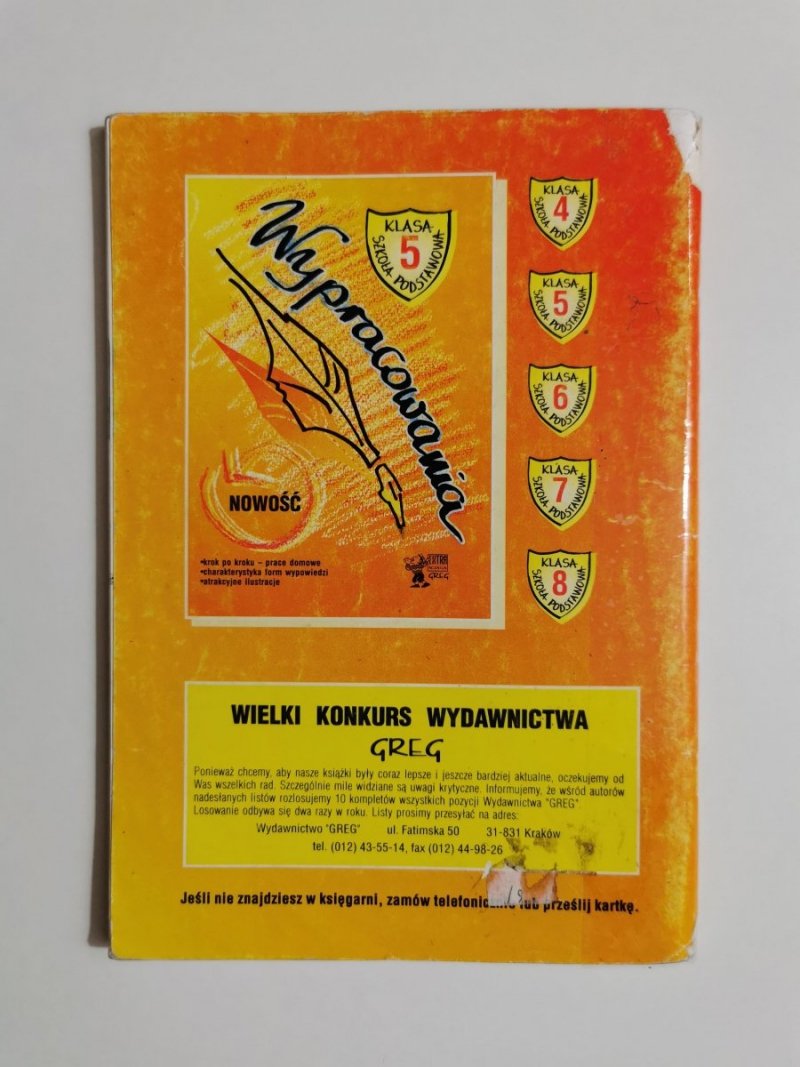 Wypracowania
KLASA
5
SZKOŁA PODSTAWOWA
NOWOŚĆ
•krok po kroku – prace domowe
•charakterystyka form wypowiedzi
•atrakcyjne ilustracje
EXTRA
GREG
KLASA
4
SZKOŁA PODSTAWOWA
KLASA
5
SZKOŁA PODSTAWOWA
KLASA
6
SZKOŁA PODSTAWOWA
KLASA
7
SZKOŁA PODSTAWOWA
KLASA
8
SZKOŁA PODSTAWOWA
WIELKI KONKURS WYDAWNICTWA
GREG
Ponieważ chcemy, aby nasze książki były coraz lepsze i jeszcze bardziej aktualne, oczekujemy od
Was wszelkich rad. Szczególnie mile widziane są uwagi krytyczne. Informujemy, że wśród autorów
nadesłanych listów rozlosujemy 10 kompletów wszystkich pozycji Wydawnictwa "GREG".
Losowanie odbywa się dwa razy w roku. Listy prosimy przesyłać na adres:
Wydawnictwo "GREG" ul. Fatimska 50 31-831 Kraków
tel. (012) 43-55-14, fax (012) 44-98-26
Jeśli nie znajdziesz w księgarni, zamów telefonicznie lub prześlij kartkę.